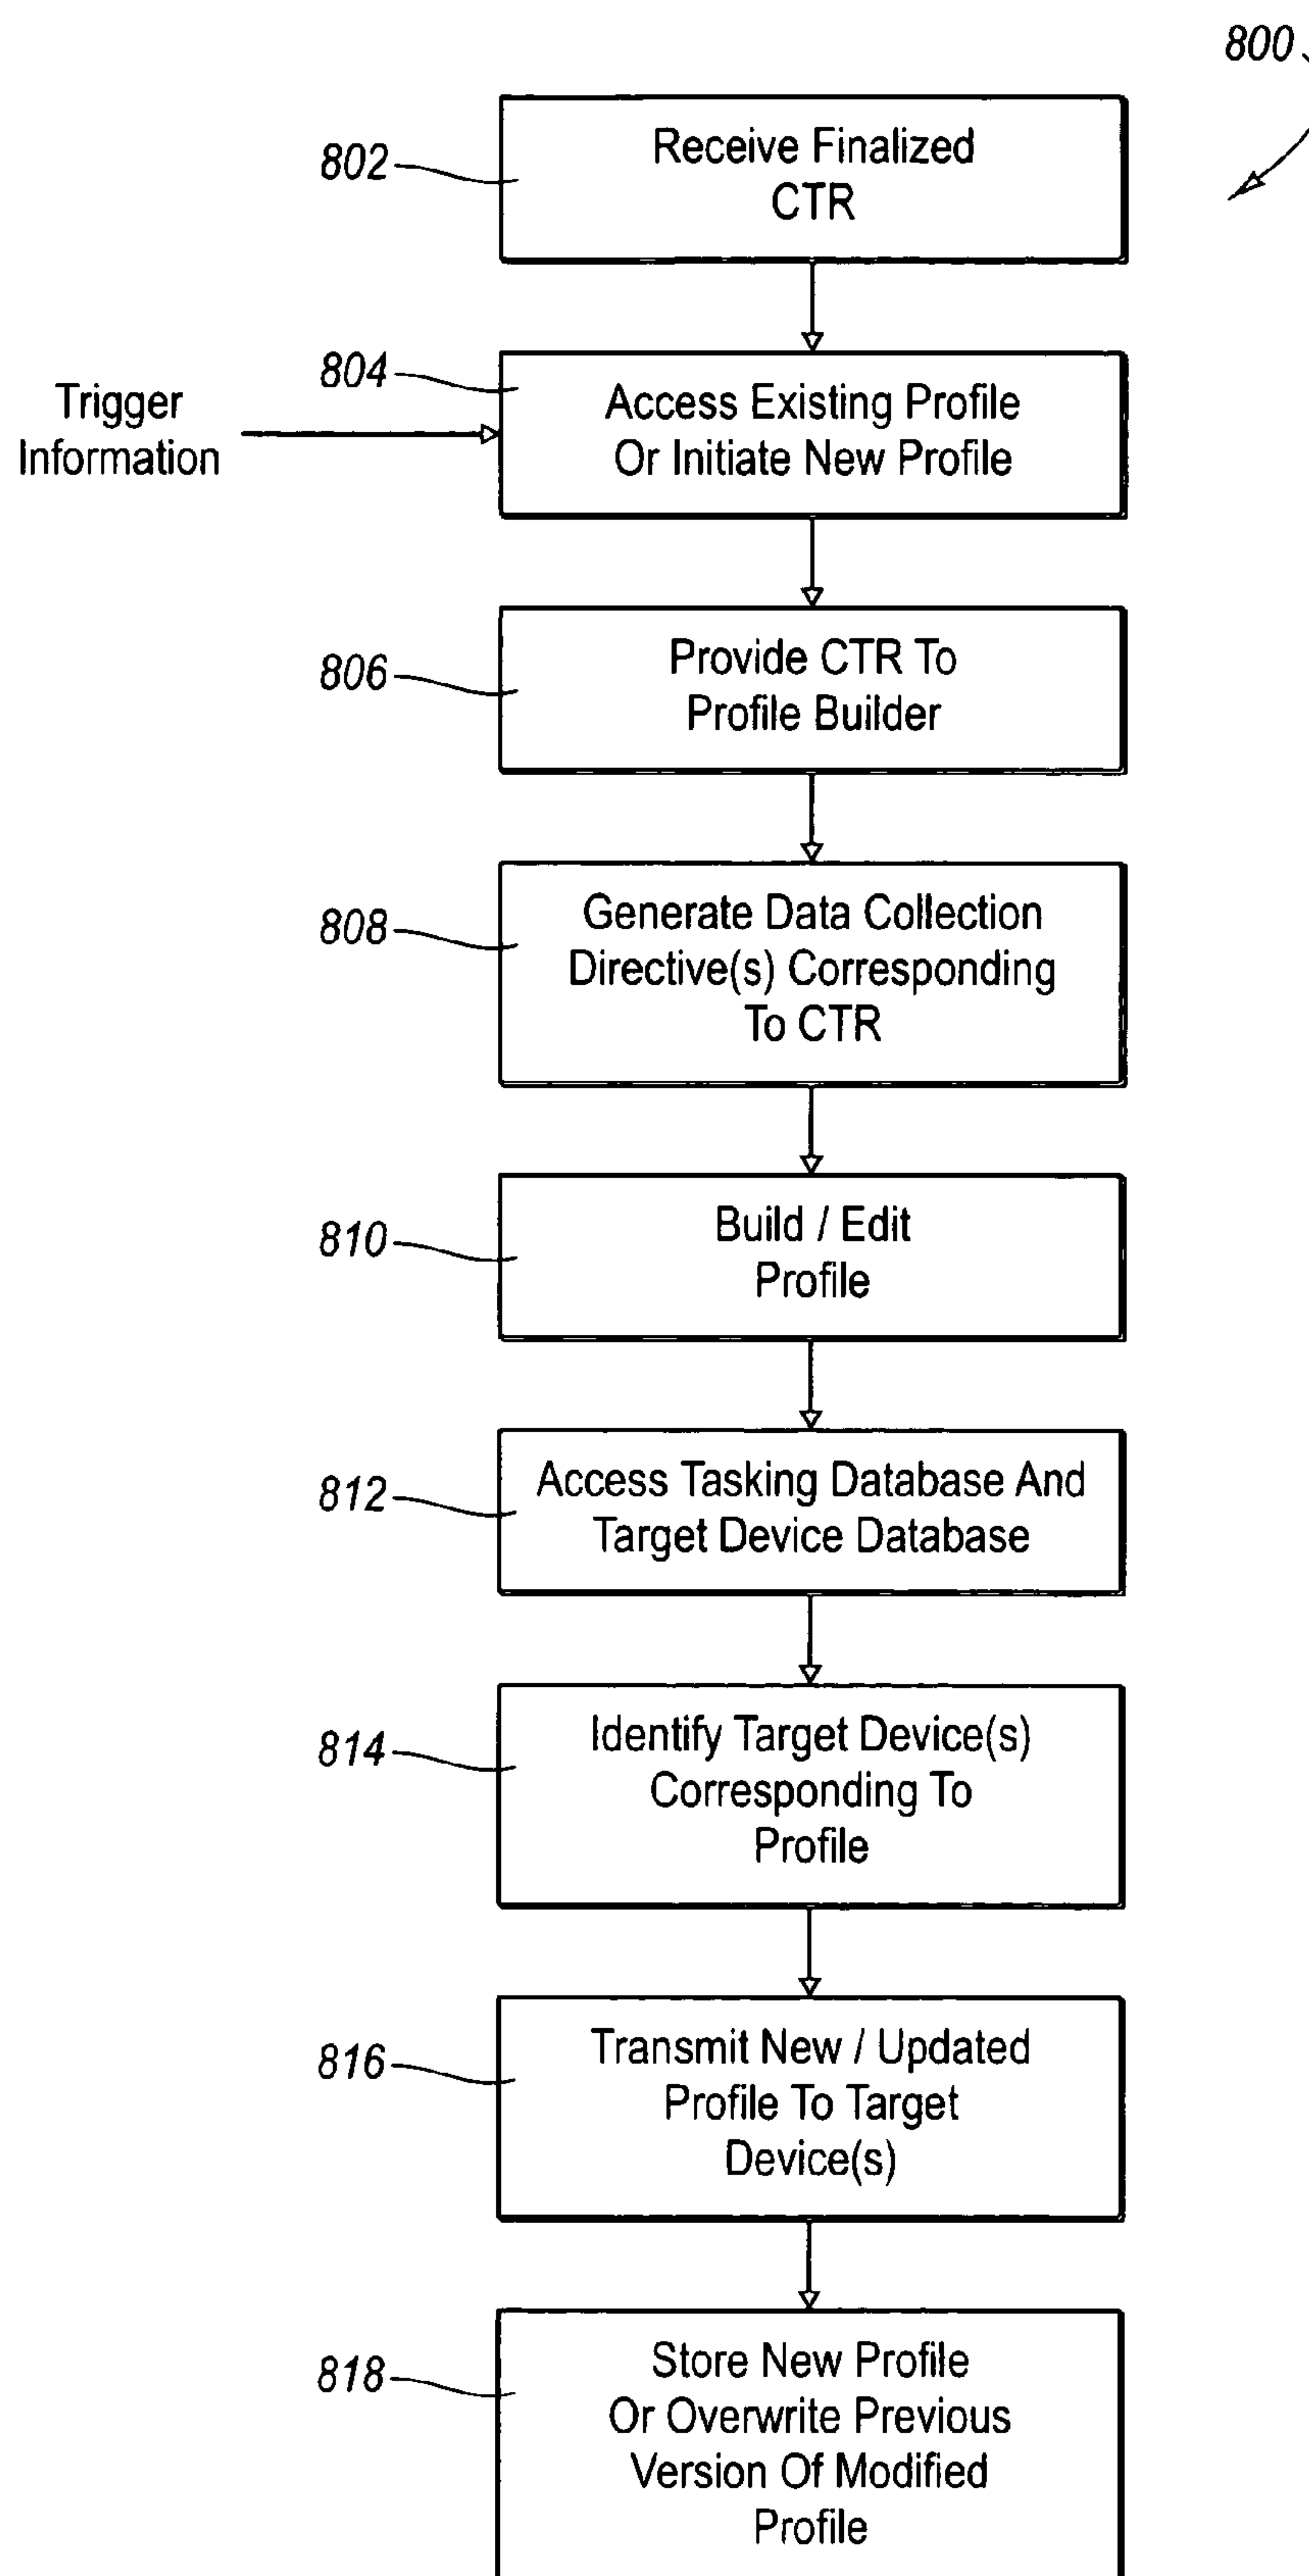 800
802
Receive Finalized
CTR
804
Trigger
Information
Access Existing Profile
Or Initiate New Profile
806
Provide CTR To
Profile Builder
808
Generate Data Collection
Directive(s) Corresponding
To CTR
810
Build / Edit
Profile
812
Access Tasking Database And
Target Device Database
814
Identify Target Device(s)
Corresponding To
Profile
816
Transmit New / Updated
Profile To Target
Device(s)
818
Store New Profile
Or Overwrite Previous
Version Of Modified
Profile